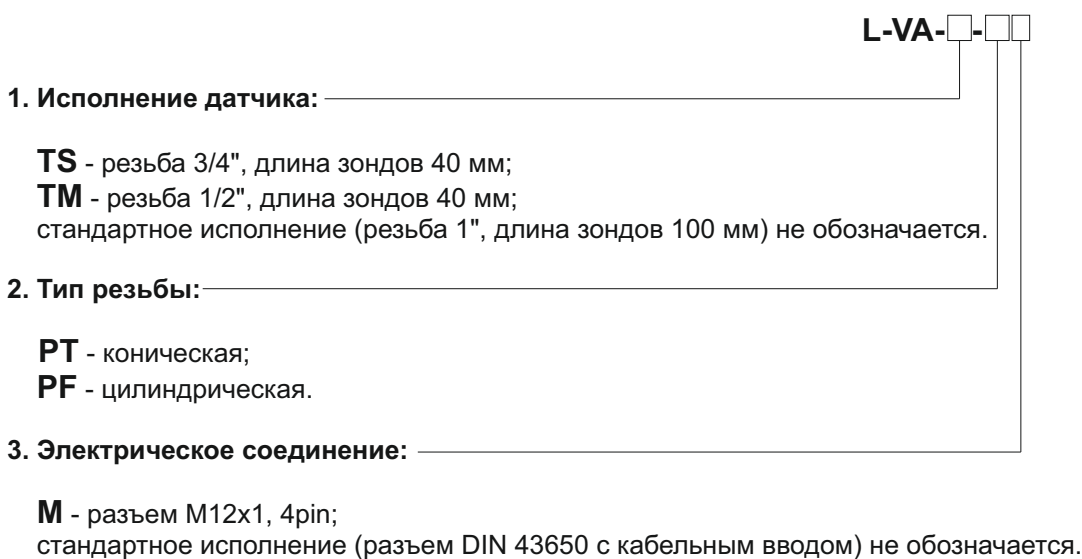 L-VA-□-□□
1. Исполнение датчика:
TS - резьба 3/4", длина зондов 40 мм;
TM - резьба 1/2", длина зондов 40 мм;
стандартное исполнение (резьба 1", длина зондов 100 мм) не обозначается.
2. Тип резьбы:
PT - коническая;
PF - цилиндрическая.
3. Электрическое соединение:
M - разъем M12x1, 4pin;
стандартное исполнение (разъем DIN 43650 с кабельным вводом) не обозначается.